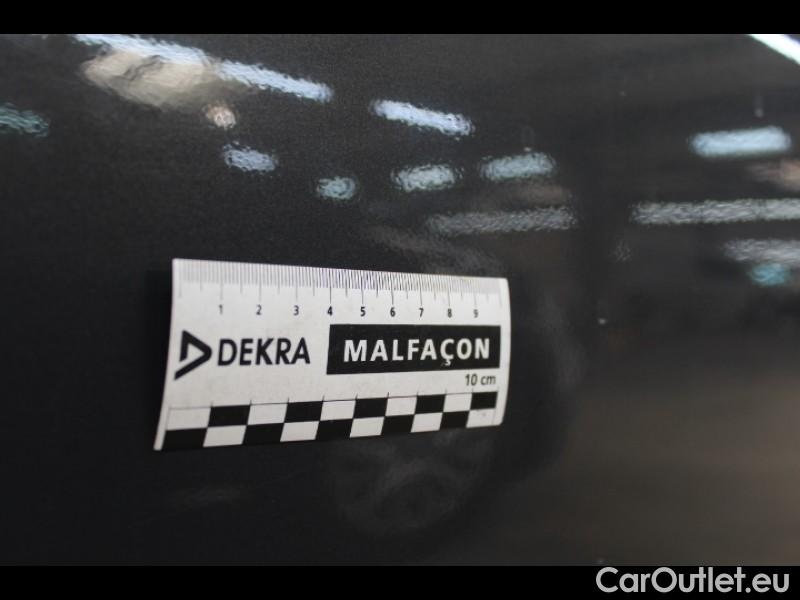 1 2 3 4 5 6 7 8 9
DEKRA MALFAÇON
10 cm
CarOutlet.eu